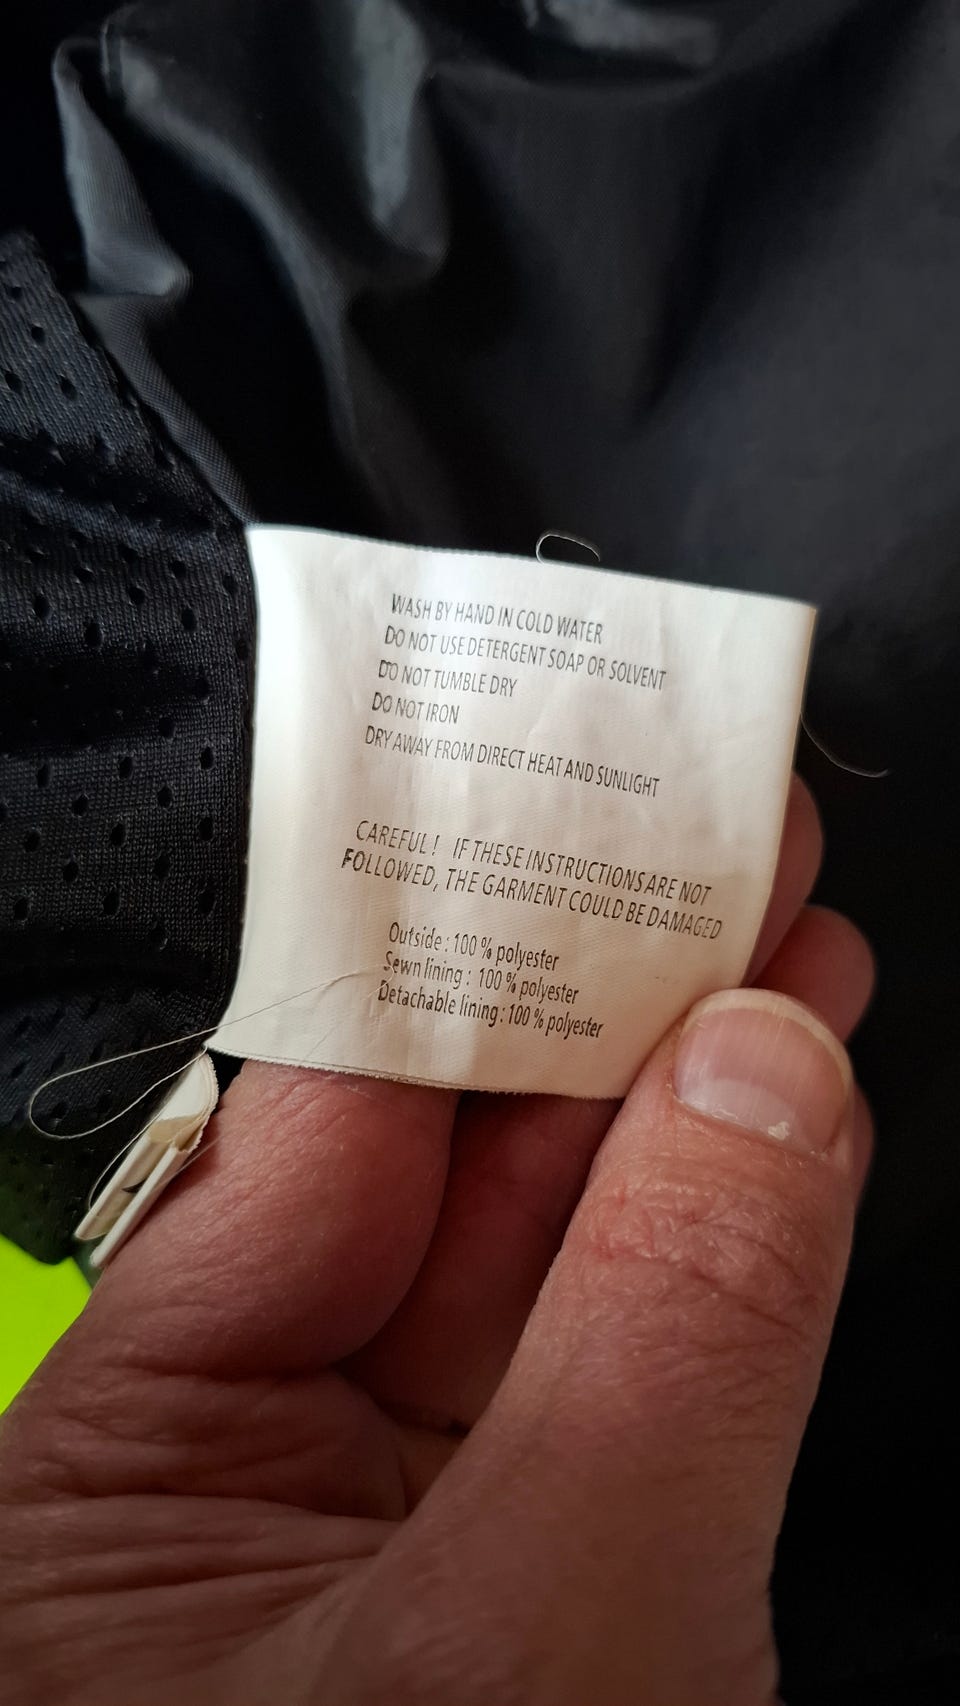 WASH BY HAND IN COLD WATER
DO NOT USE DETERGENT SOAP OR SOLVENT
DO NOT TUMBLE DRY
DO NOT IRON
DRY AWAY FROM DIRECT HEAT AND SUNLIGHT
CAREFUL! IF THESE INSTRUCTIONS ARE NOT
FOLLOWED, THE GARMENT COULD BE DAMAGED
Outside : 100 % polyester
Sewn lining : 100 % polyester
Detachable lining : 100 % polyester